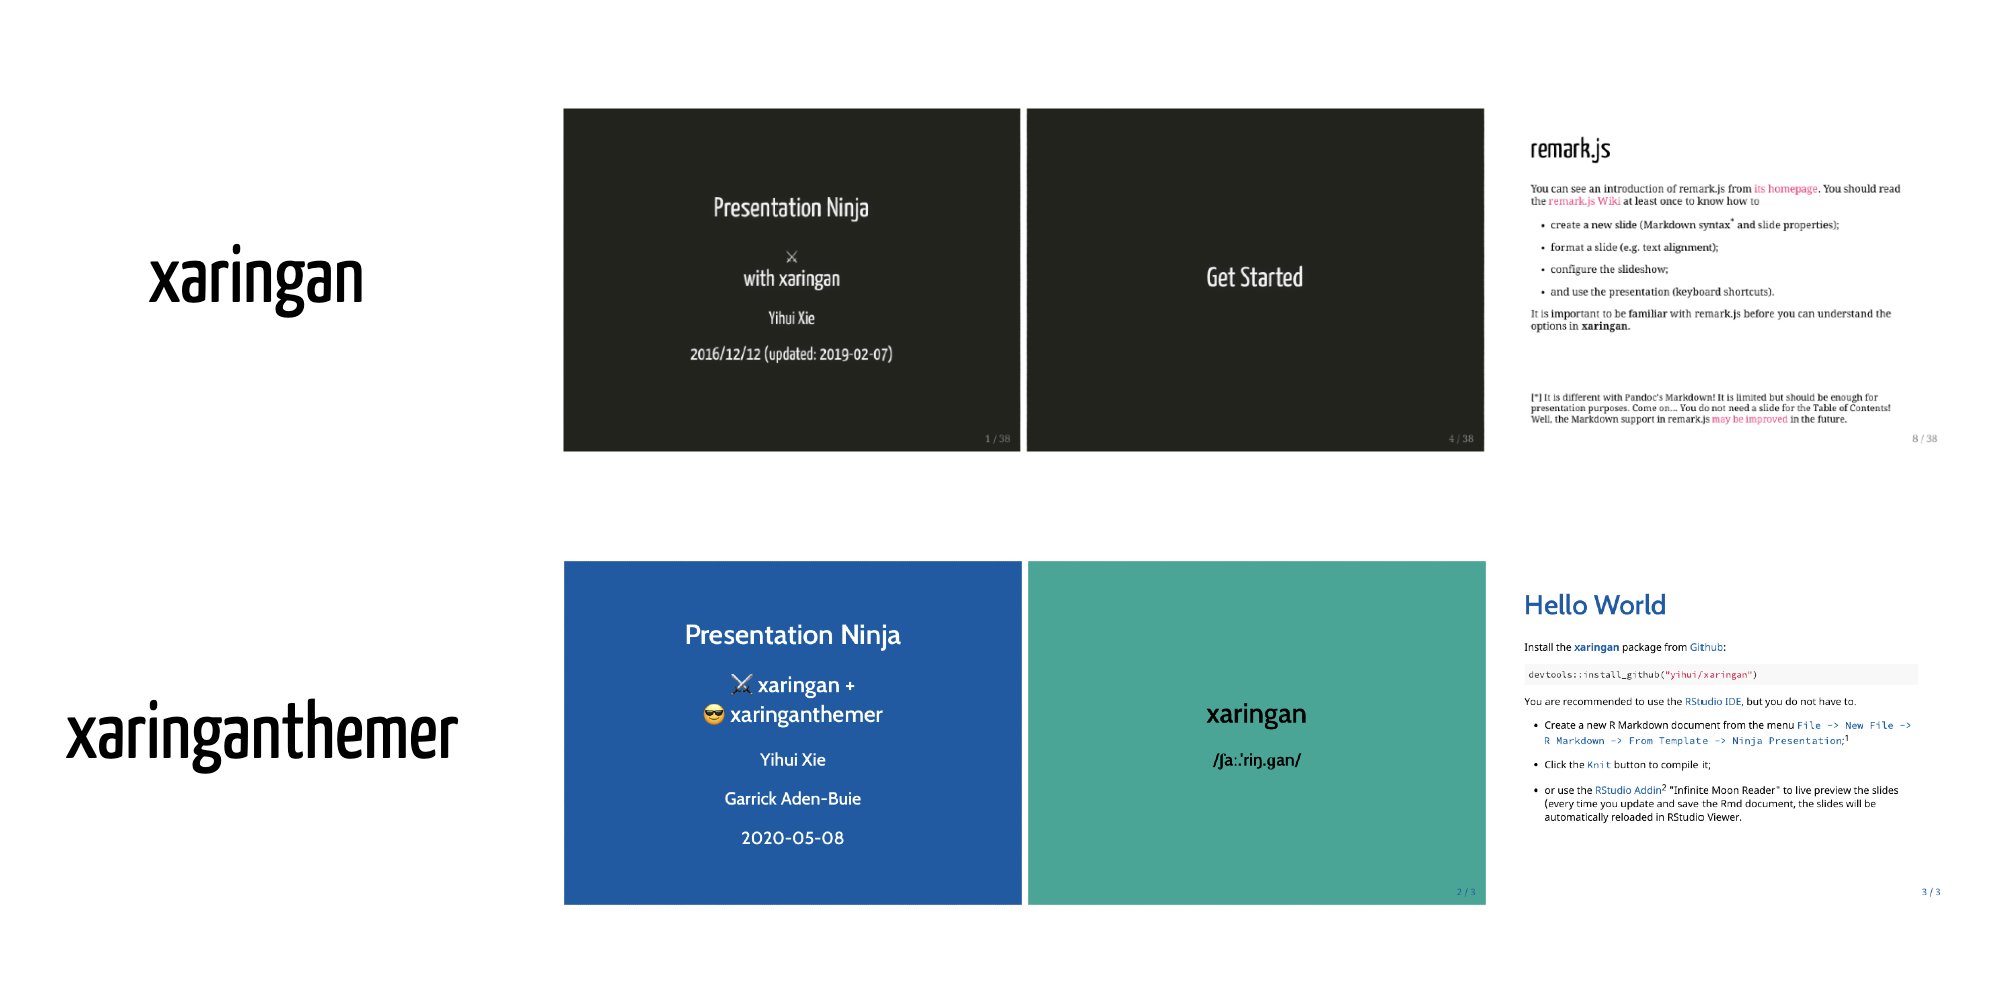 xaringan
Presentation Ninja
⚔
with xaringan
Yihui Xie
2016/12/12 (updated: 2019-02-07)
1 / 38
Get Started
4 / 38
remark.js
You can see an introduction of remark.js from its homepage. You should read
the remark.js Wiki at least once to know how to
• create a new slide (Markdown syntax* and slide properties);
• format a slide (e.g. text alignment);
• configure the slideshow;
• and use the presentation (keyboard shortcuts).
It is important to be familiar with remark.js before you can understand the
options in xaringan.
[*] It is different with Pandoc's Markdown! It is limited but should be enough for
presentation purposes. Come on... You do not need a slide for the Table of Contents!
Well, the Markdown support in remark.js may be improved in the future.
8 / 38
xaringanthemer
Presentation Ninja
⚔️ xaringan +
😎 xaringanthemer
Yihui Xie
Garrick Aden-Buie
2020-05-08
xaringan
/ʃaː.'riŋ.gan/
2 / 3
Hello World
Install the xaringan package from Github:
devtools::install_github("yihui/xaringan")
You are recommended to use the RStudio IDE, but you do not have to.
• Create a new R Markdown document from the menu File -> New File ->
R Markdown -> From Template -> Ninja Presentation;1
• Click the Knit button to compile it;
• or use the RStudio Addin2 "Infinite Moon Reader" to live preview the slides
(every time you update and save the Rmd document, the slides will be
automatically reloaded in RStudio Viewer.
3 / 3